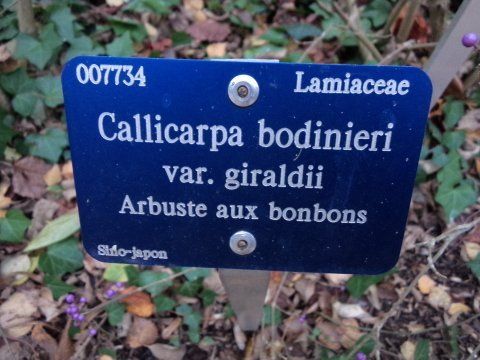 007734 Lamiaceae
Callicarpa bodinieri
var. giraldii
Arbuste aux bonbons
Sino-japon